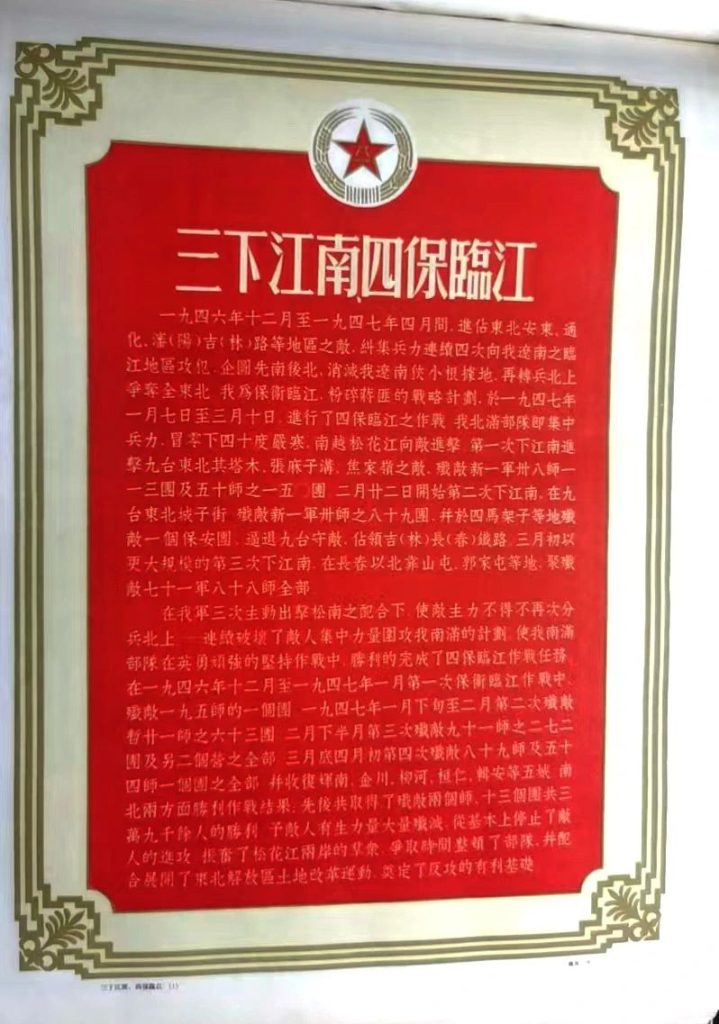 三下江南四保臨江
一九四六年十二月至一九四七年四月間,進佔東北安東、通
化、瀋(陽)吉(林)路等地區之敵,糾集兵力連續四次向我遼南之臨
江地區攻犯,企圖先南後北,消滅我遼南狹小根據地,再轉兵北上
爭奪全東北 我為保衛臨江,粉碎蔣匪的戰略計劃,於一九四七年
一月七日至三月十日,進行了四保臨江之作戰 我北滿部隊即集中
兵力,冒零下四十度嚴寒,南越松花江向敵進擊 第一次下江南進
擊九台東北其塔木,張麻子溝,焦家嶺之敵,殲敵新一軍卅八師一
一三團及五十師之一五 團 二月廿二日開始第二次下江南,在九
台東北城子街 殲敵新一軍卅師之八十九團,幷於四馬架子等地殲
敵一個保安團,逼退九台守敵,佔領吉(林)長(春)鐵路,三月初以
更大規模的第三次下江南,在長春以北靠山屯,郭家屯等地,聚殲
敵七十一軍八十八師全部
在我軍三次主動出擊松南之配合下,使敵主力不得不再次分
兵北上——連續破壞了敵人集中力量圍攻我南滿的計劃,使我南滿
部隊在英勇頑強的堅持作戰中,勝利的完成了四保臨江作戰任務
在一九四六年十二月至一九四七年一月第一次保衛臨江作戰中,
殲敵一九五師的一個團 一九四七年一月下旬至二月第二次殲敵
暫廿一師之六十三團 二月下半月第三次殲敵九十一師之二七二
團及另二個營之全部 三月底四月初第四次殲敵八十九師及五十
四師一個團之全部 幷收復輝南,金川,柳河,桓仁,輯安等五城 南
北兩方面勝利作戰結果,先後共取得了殲敵兩個師,十三個團共三
萬九千餘人的勝利 予敵人有生力量大量殲滅,從基本上停止了敵
人的進攻 振奮了松花江兩岸的羣衆,爭取時間整頓了部隊,幷配
合展開了東北解放區土地改革運動,奠定了反攻的有利基礎
三下江南,四保臨江 (1)